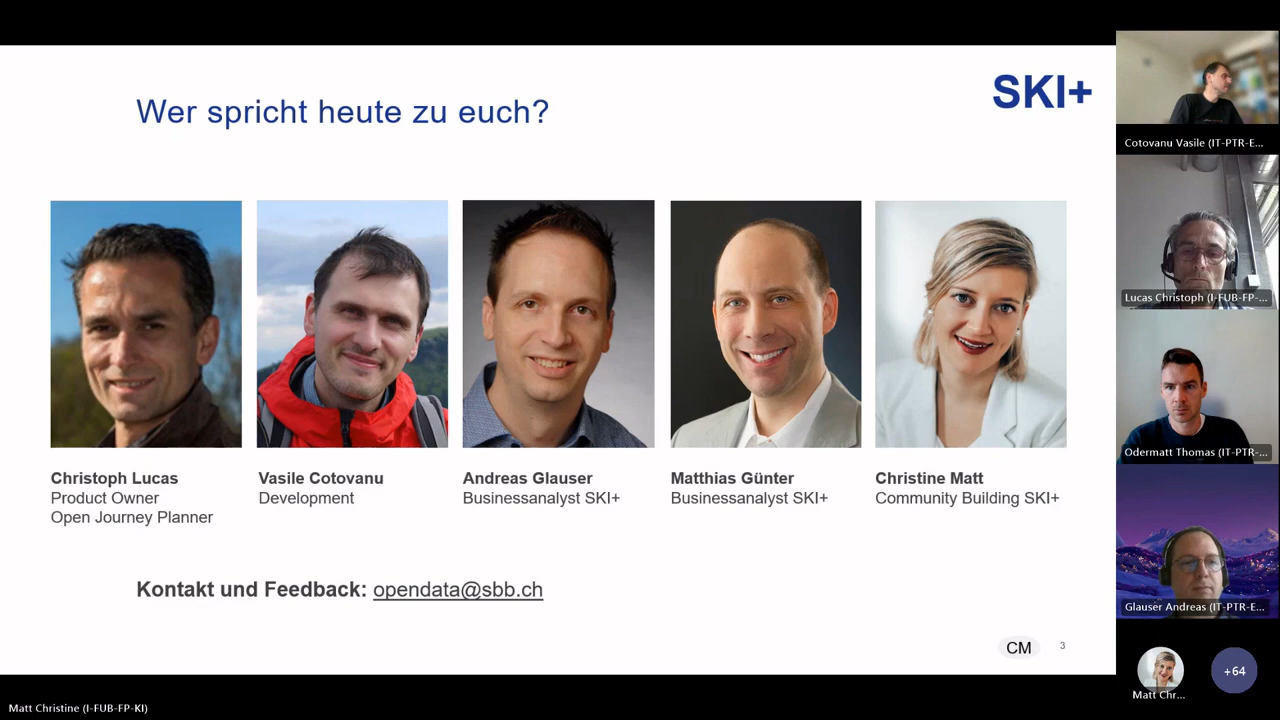 Wer spricht heute zu euch?
SKI+
Christoph Lucas
Product Owner
Open Journey Planner
Vasile Cotovanu
Development
Andreas Glauser
Businessanalyst SKI+
Matthias Günter
Businessanalyst SKI+
Christine Matt
Community Building SKI+
Kontakt und Feedback: opendata@sbb.ch
CM
3
Cotovanu Vasile (IT-PTR-E...
Lucas Christoph (I-FUB-FP-...
Odermatt Thomas (IT-PTR-...
Glauser Andreas (IT-PTR-E...
Matt Chr...
+64
Matt Christine (I-FUB-FP-KI)